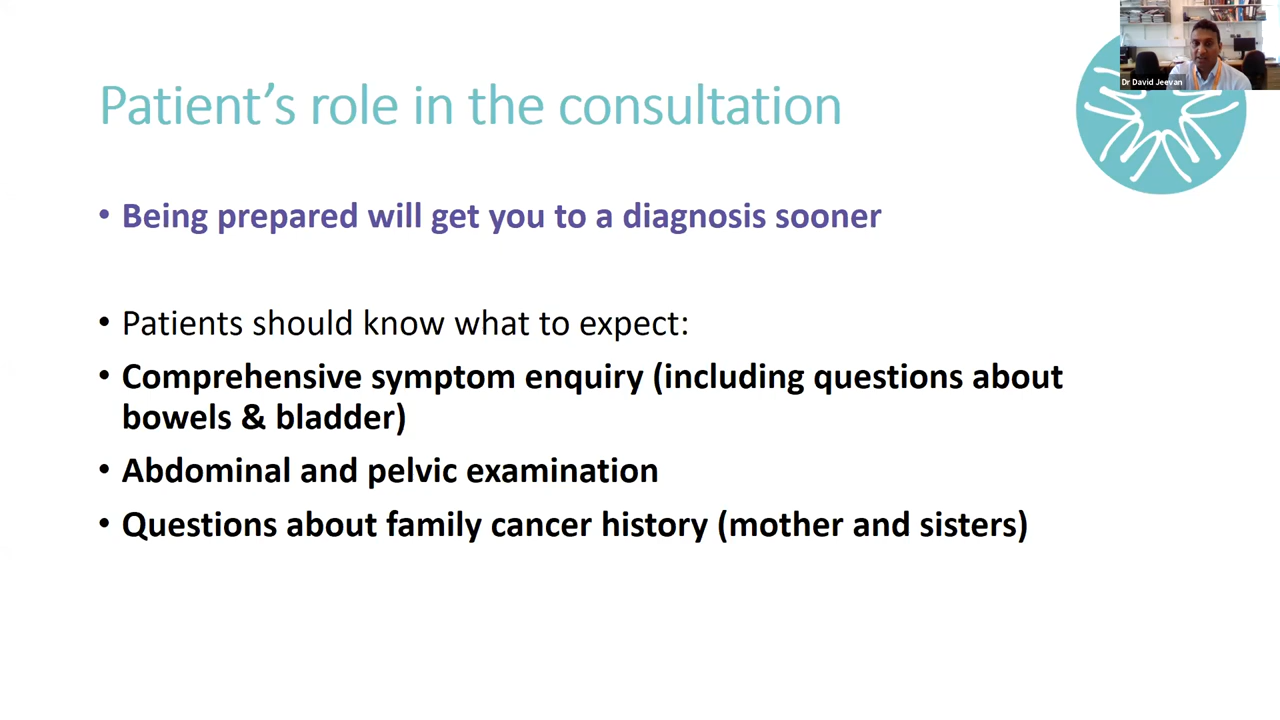 Dr David Jeevan
Patient’s role in the consultation
• Being prepared will get you to a diagnosis sooner
• Patients should know what to expect:
• Comprehensive symptom enquiry (including questions about
bowels & bladder)
• Abdominal and pelvic examination
• Questions about family cancer history (mother and sisters)